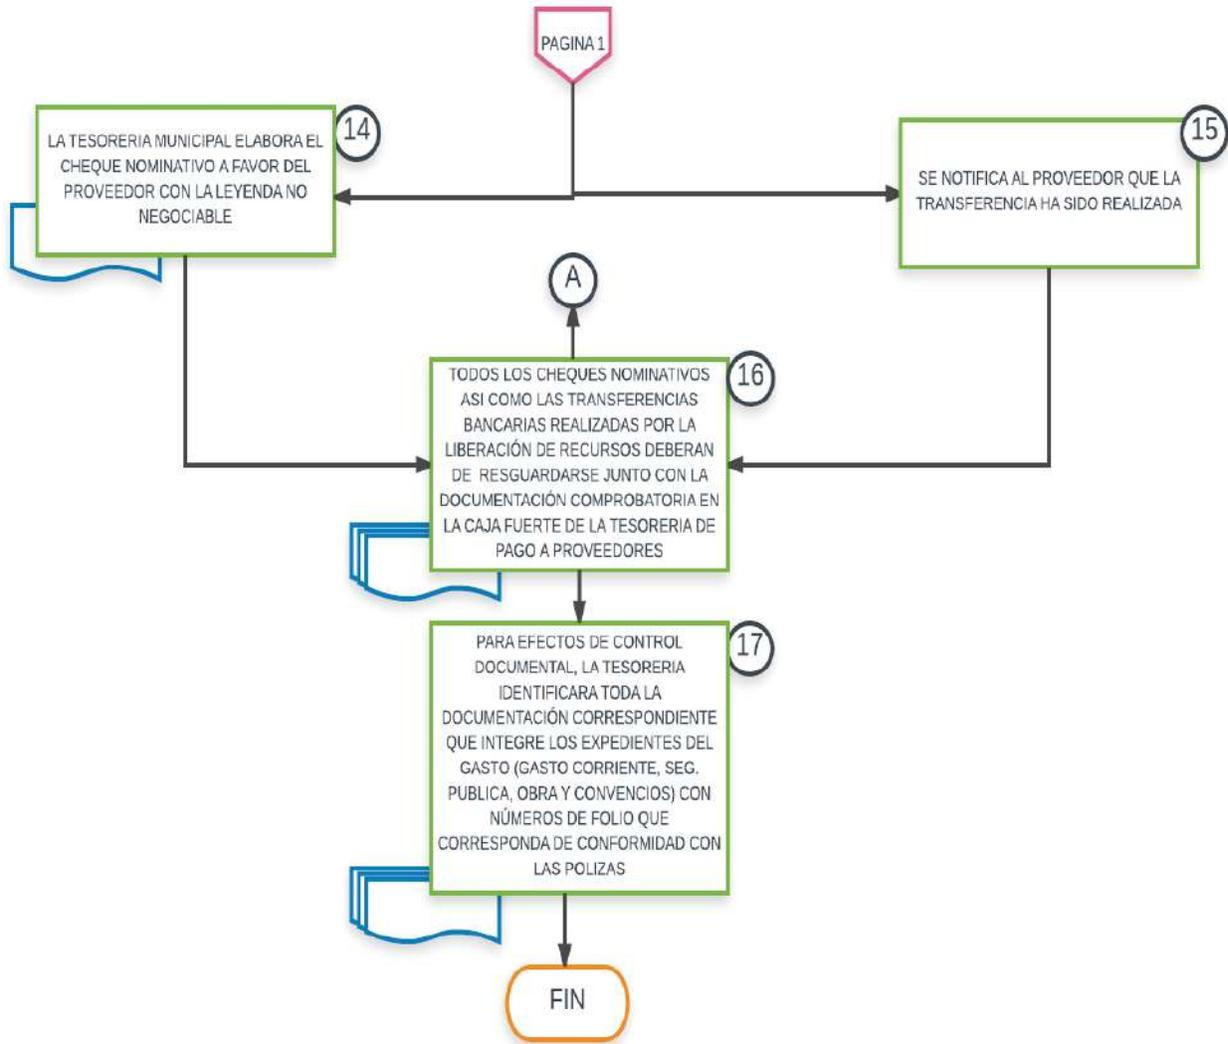 PAGINA 1
14
LA TESORERIA MUNICIPAL ELABORA EL
CHEQUE NOMINATIVO A FAVOR DEL
PROVEEDOR CON LA LEYENDA NO
NEGOCIABLE
15
SE NOTIFICA AL PROVEEDOR QUE LA
TRANSFERENCIA HA SIDO REALIZADA
A
16
TODOS LOS CHEQUES NOMINATIVOS
ASI COMO LAS TRANSFERENCIAS
BANCARIAS REALIZADAS POR LA
LIBERACIÓN DE RECURSOS DEBERAN
DE RESGUARDARSE JUNTO CON LA
DOCUMENTACIÓN COMPROBATORIA EN
LA CAJA FUERTE DE LA TESORERIA DE
PAGO A PROVEEDORES
17
PARA EFECTOS DE CONTROL
DOCUMENTAL, LA TESORERIA
IDENTIFICARA TODA LA
DOCUMENTACIÓN CORRESPONDIENTE
QUE INTEGRE LOS EXPEDIENTES DEL
GASTO (GASTO CORRIENTE, SEG.
PUBLICA, OBRA Y CONVENCIOS) CON
NÚMEROS DE FOLIO QUE
CORRESPONDA DE CONFORMIDAD CON
LAS POLIZAS
FIN